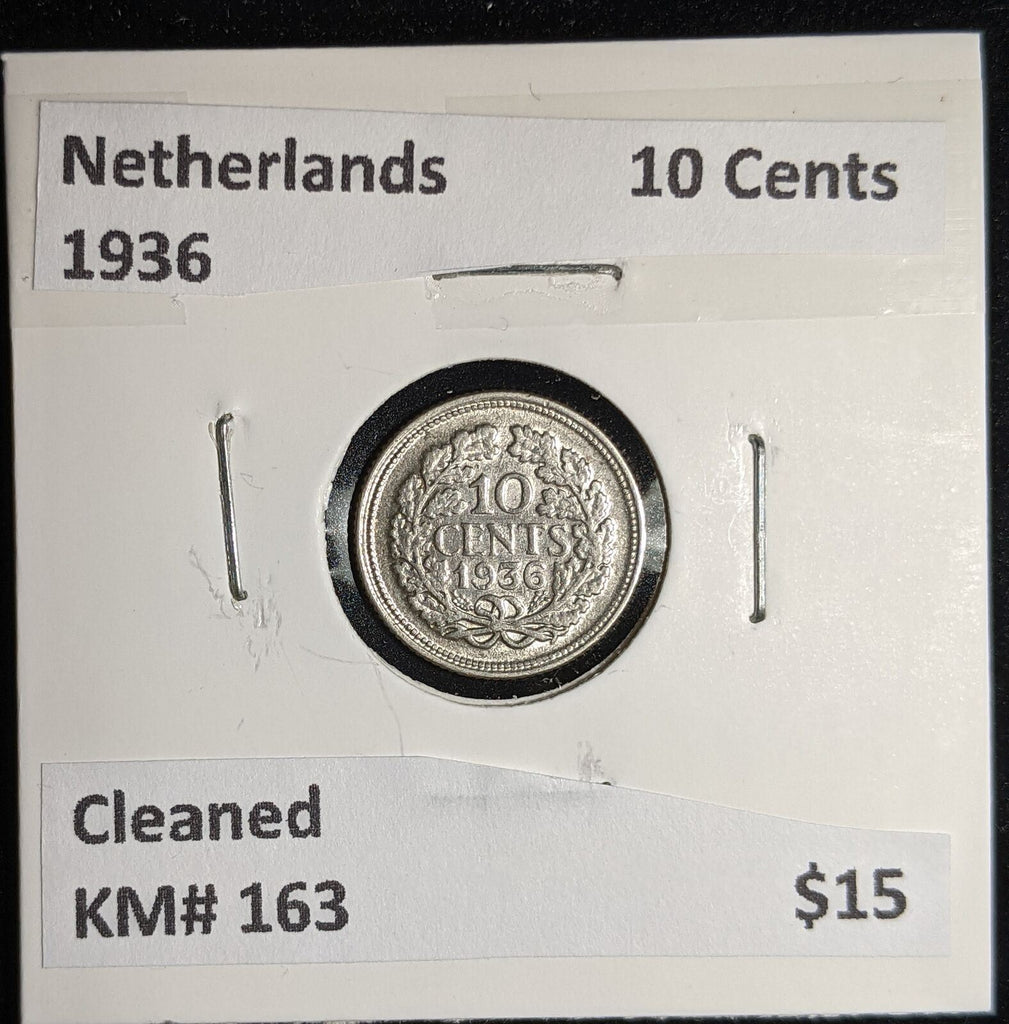 Netherlands 10 Cents
1936
10
CENTS
1936
Cleaned
KM# 163 $15